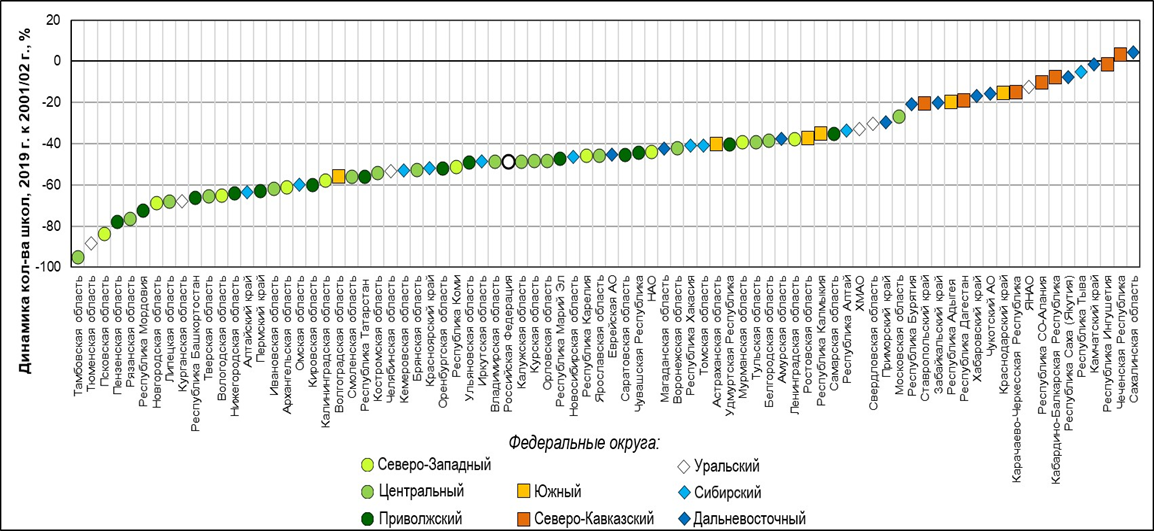 Динамика кол-ва школ, 2019 г. к 2001/02 г., %
20
0
-20
-40
-60
-80
-100
Тамбовская область
Тюменская область
Псковская область
Пензенская область
Рязанская область
Республика Мордовия
Новгородская область
Липецкая область
Курганская область
Республика Башкортостан
Тверская область
Вологодская область
Нижегородская область
Алтайский край
Пермский край
Ивановская область
Архангельская область
Омская область
Кировская область
Калининградская область
Волгоградская область
Смоленская область
Республика Татарстан
Костромская область
Челябинская область
Кемеровская область
Брянская область
Красноярский край
Оренбургская область
Республика Коми
Ульяновская область
Иркутская область
Владимирская область
Российская Федерация
Калужская область
Курская область
Орловская область
Республика Марий Эл
Новосибирская область
Республика Карелия
Ярославская область
Еврейская АО
Саратовская область
Чувашская Республика
НАО
Магаданская область
Воронежская область
Республика Хакасия
Томская область
Астраханская область
Удмуртская Республика
Мурманская область
Тульская область
Белгородская область
Амурская область
Ленинградская область
Ростовская область
Республика Калмыкия
Самарская область
Республика Алтай
ХМАО
Свердловская область
Приморский край
Московская область
Республика Бурятия
Ставропольский край
Забайкальский край
Республика Адыгея
Республика Дагестан
Хабаровский край
Чукотский АО
Краснодарский край
Карачаево-Черкесская Республика
ЯНАО
Республика СО-Алания
Кабардино-Балкарская Республика
Республика Саха (Якутия)
Республика Тыва
Камчатский край
Республика Ингушетия
Чеченская Республика
Сахалинская область
Федеральные округа:
Северо-Западный
Уральский
Центральный
Южный
Сибирский
Приволжский
Северо-Кавказский
Дальневосточный